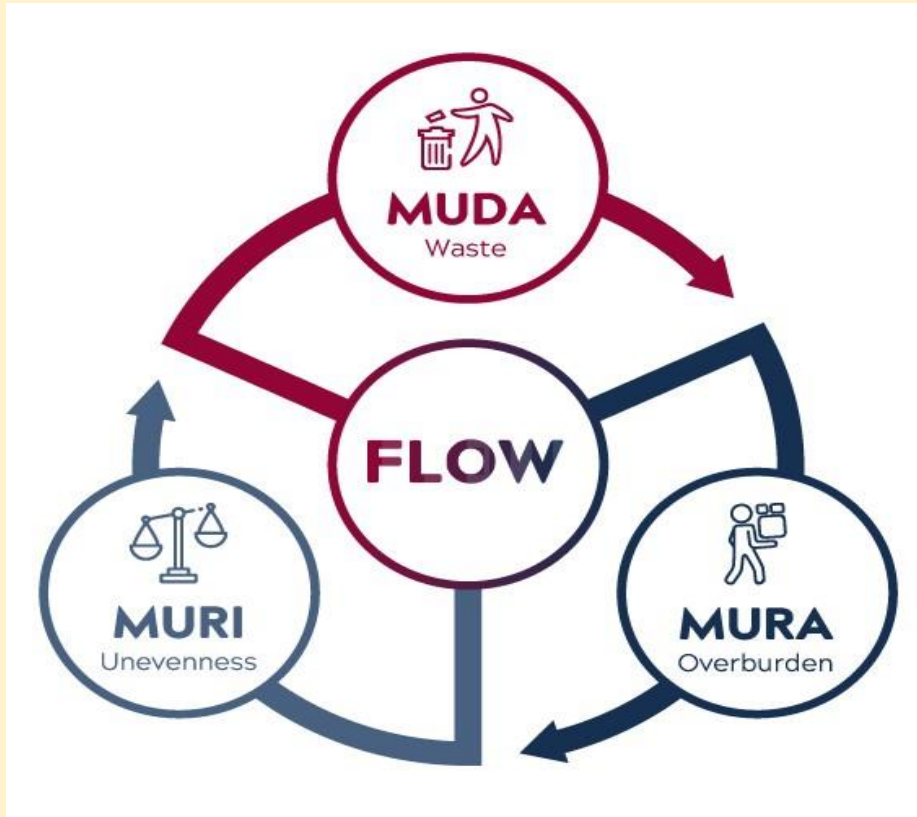 MUDA
Waste
FLOW
MURI
Unevenness
MURA
Overburden